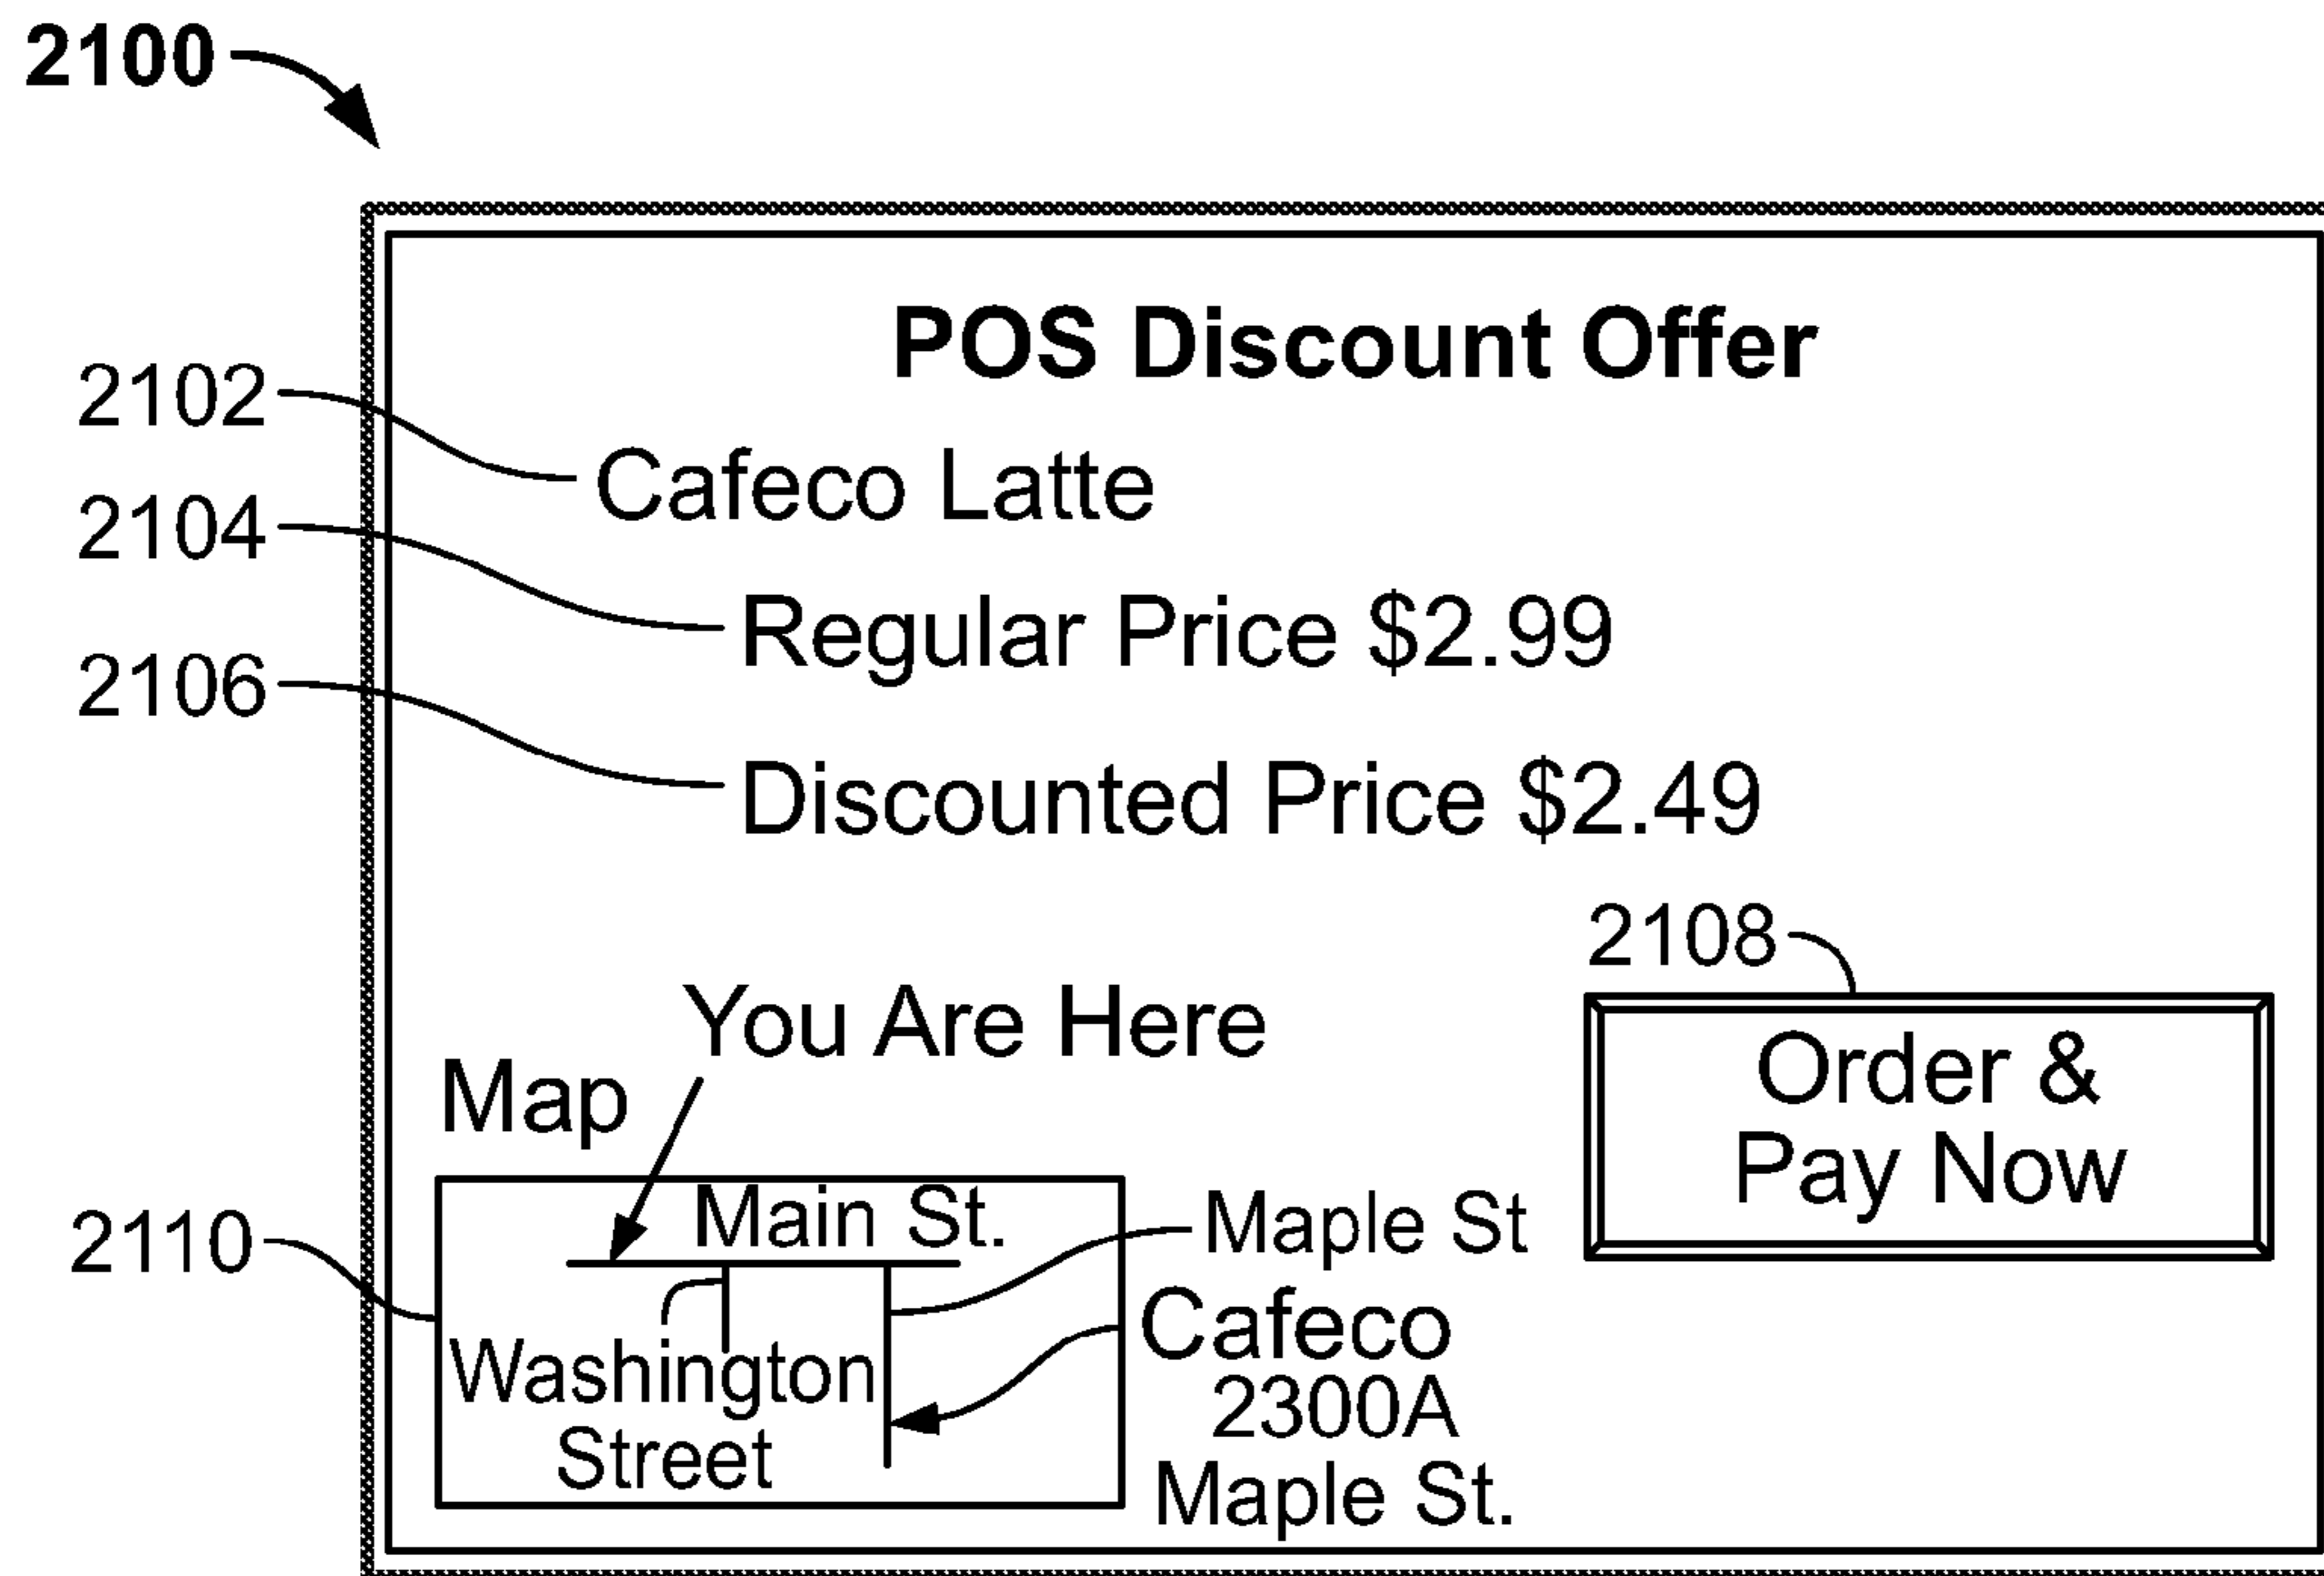 2100
POS Discount Offer
2102
Cafeco Latte
2104
Regular Price $2.99
2106
Discounted Price $2.49
2108
Order &
Pay Now
You Are Here
Map
2110
Main St.
Maple St
Washington
Street
Cafeco
2300A
Maple St.